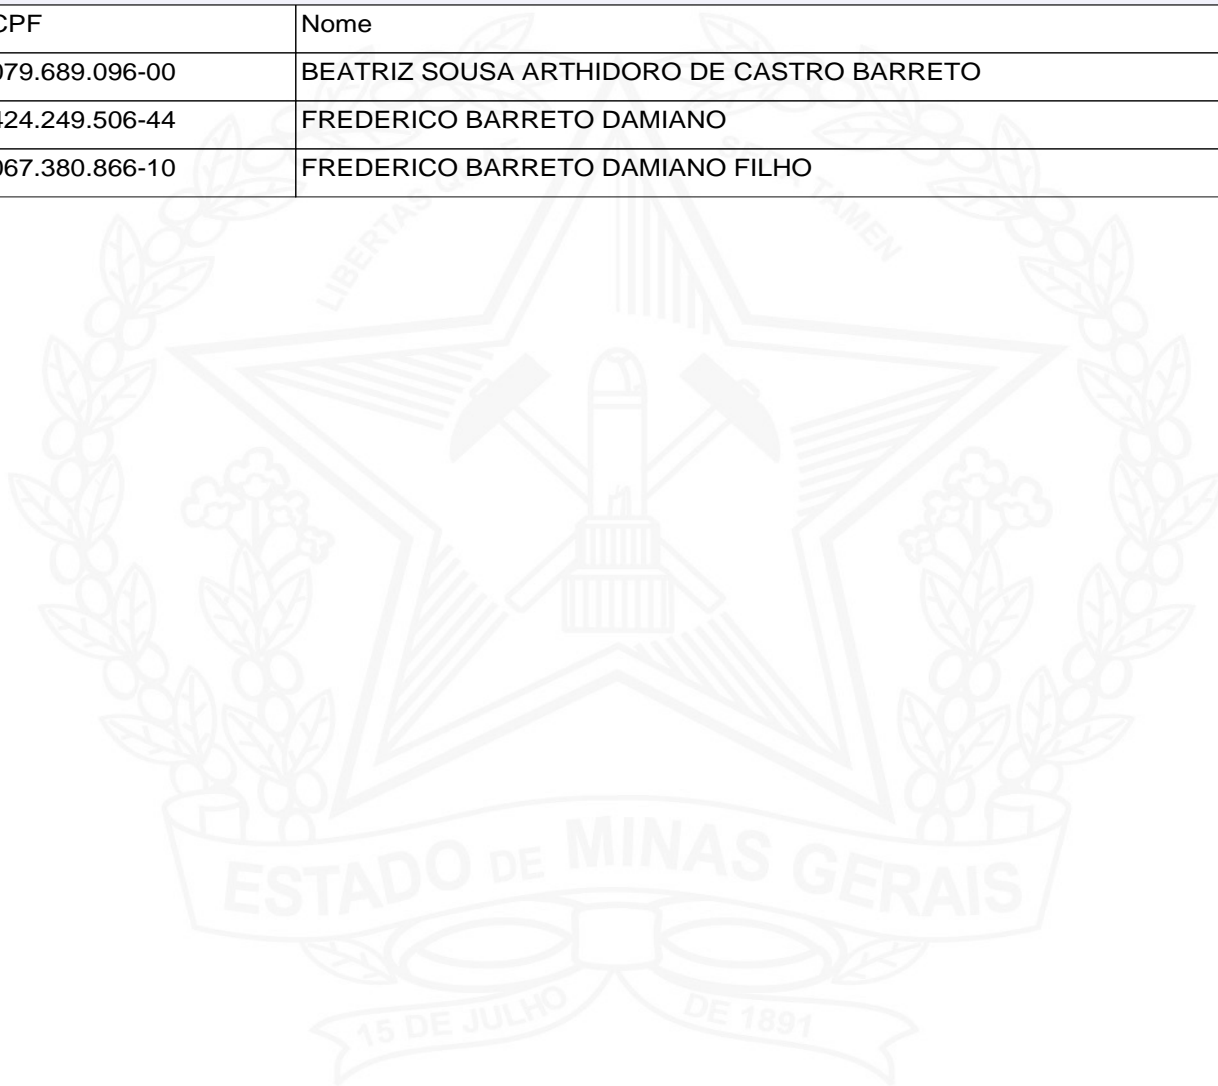 CPF Nome
079.689.096-00 BEATRIZ SOUSA ARTHIDORO DE CASTRO BARRETO
424.249.506-44 FREDERICO BARRETO DAMIANO
067.380.866-10 FREDERICO BARRETO DAMIANO FILHO
LIBERTAS QUÆ SERA TAMEN
ESTADO DE MINAS GERAIS
15 DE JULHO DE 1891